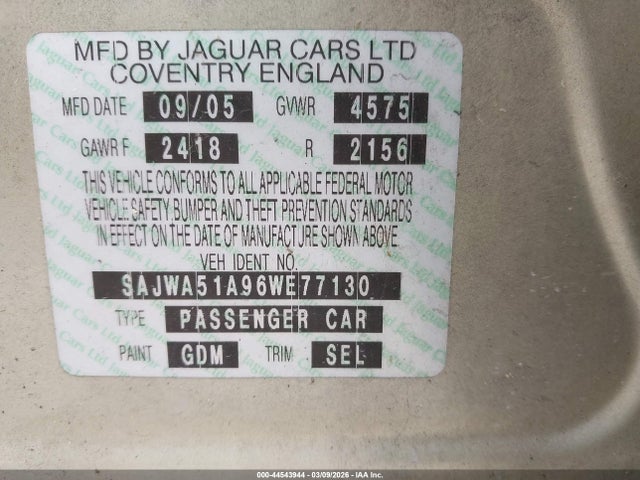 MFD BY JAGUAR CARS LTD
COVENTRY ENGLAND
MFD DATE 09/05 GVWR 4575
GAWR F 2418 R 2156
THIS VEHICLE CONFORMS TO ALL APPLICABLE FEDERAL MOTOR
VEHICLE SAFETY, BUMPER AND THEFT PREVENTION STANDARDS
IN EFFECT ON THE DATE OF MANUFACTURE SHOWN ABOVE.
VEH IDENT NO.
SAJWA51A96WE77130
TYPE PASSENGER CAR
PAINT GDM TRIM SEL
000-44543944 | 03/09/2026 - IAA Inc.